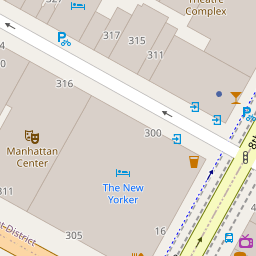 Theatre
Complex
327
317
315
311
316
300
Manhattan
Center
The New
Yorker
311
305
16
8th
t-District